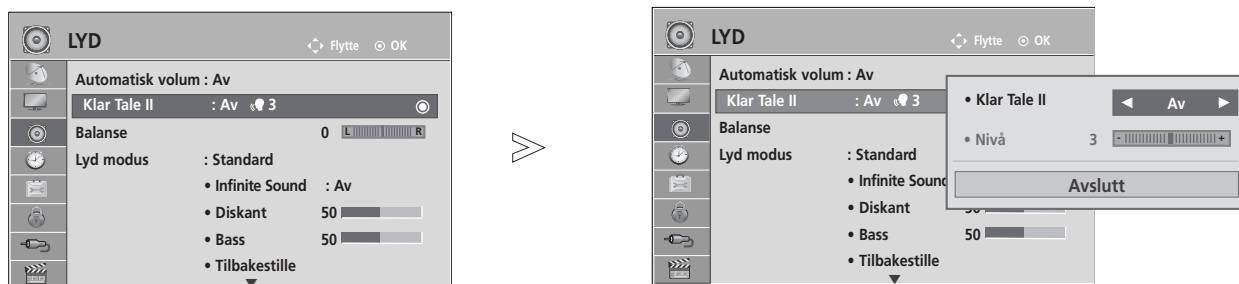 LYD
Flytte OK
Automatisk volum : Av
Klar Tale II : Av 3
Balanse 0 L R
Lyd modus : Standard
• Infinite Sound : Av
• Diskant 50
• Bass 50
• Tilbakestille
LYD
Flytte OK
Automatisk volum : Av
Klar Tale II : Av 3
Balanse
Lyd modus : Standard
• Infinite Sound
• Diskant 50
• Bass 50
• Tilbakestille
• Klar Tale II ◄ Av ►
• Nivå 3 - +
Avslutt